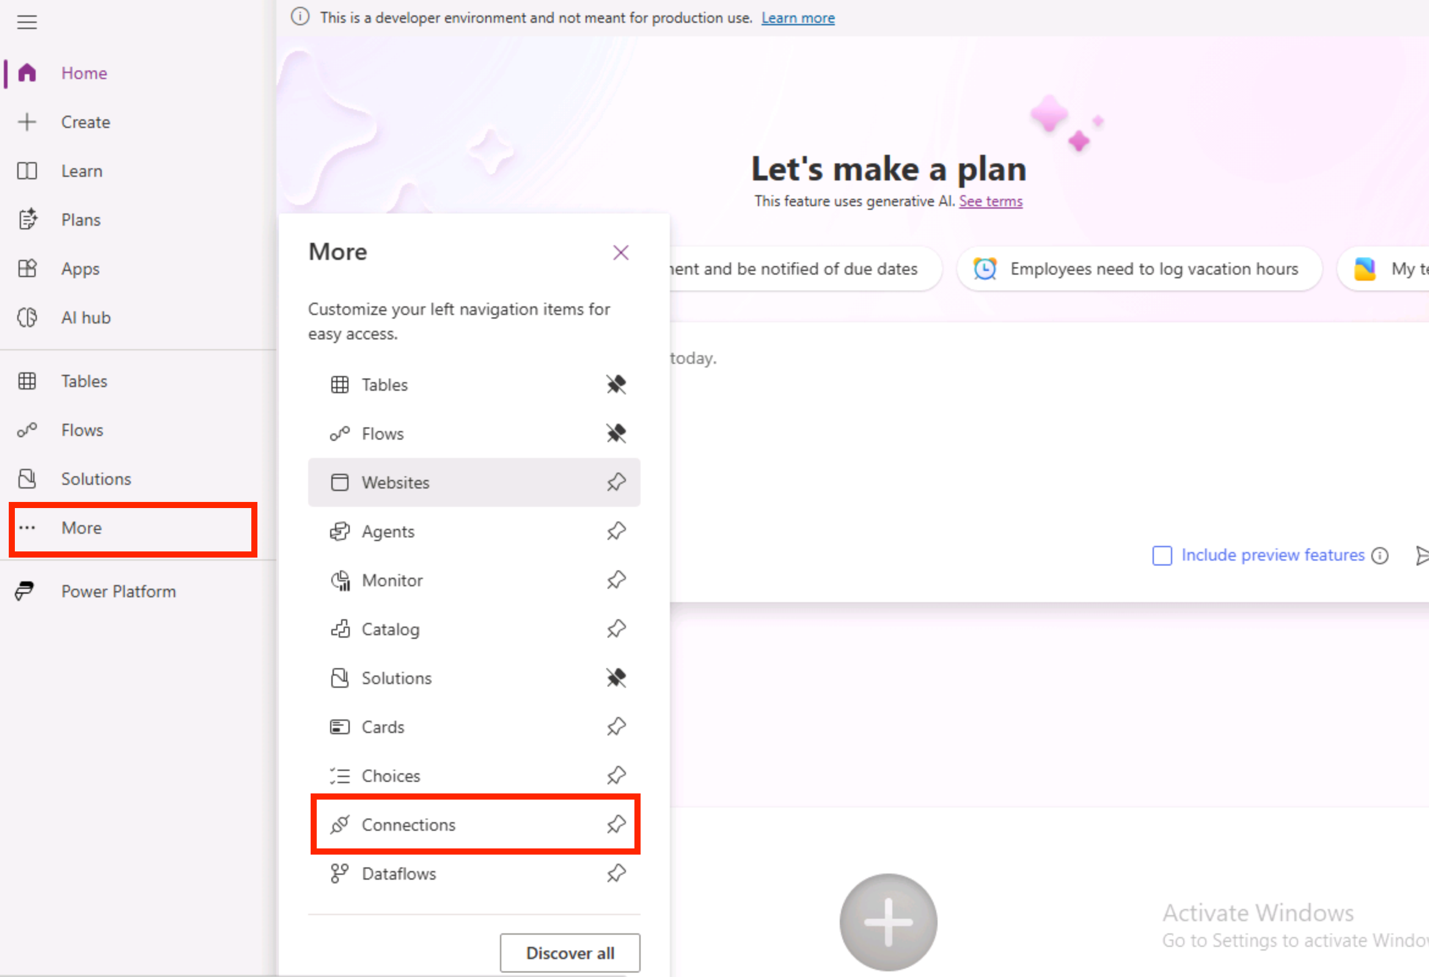 This is a developer environment and not meant for production use. Learn more
Home
Create
Learn
Plans
Apps
AI hub
Tables
Flows
Solutions
More
Power Platform
Let's make a plan
This feature uses generative AI. See terms
and be notified of due dates
Employees need to log vacation hours
My
today.
Include preview features
More
Customize your left navigation items for
easy access.
Tables
Flows
Websites
Agents
Monitor
Catalog
Solutions
Cards
Choices
Connections
Dataflows
Discover all
Activate Windows
Go to Settings to activate